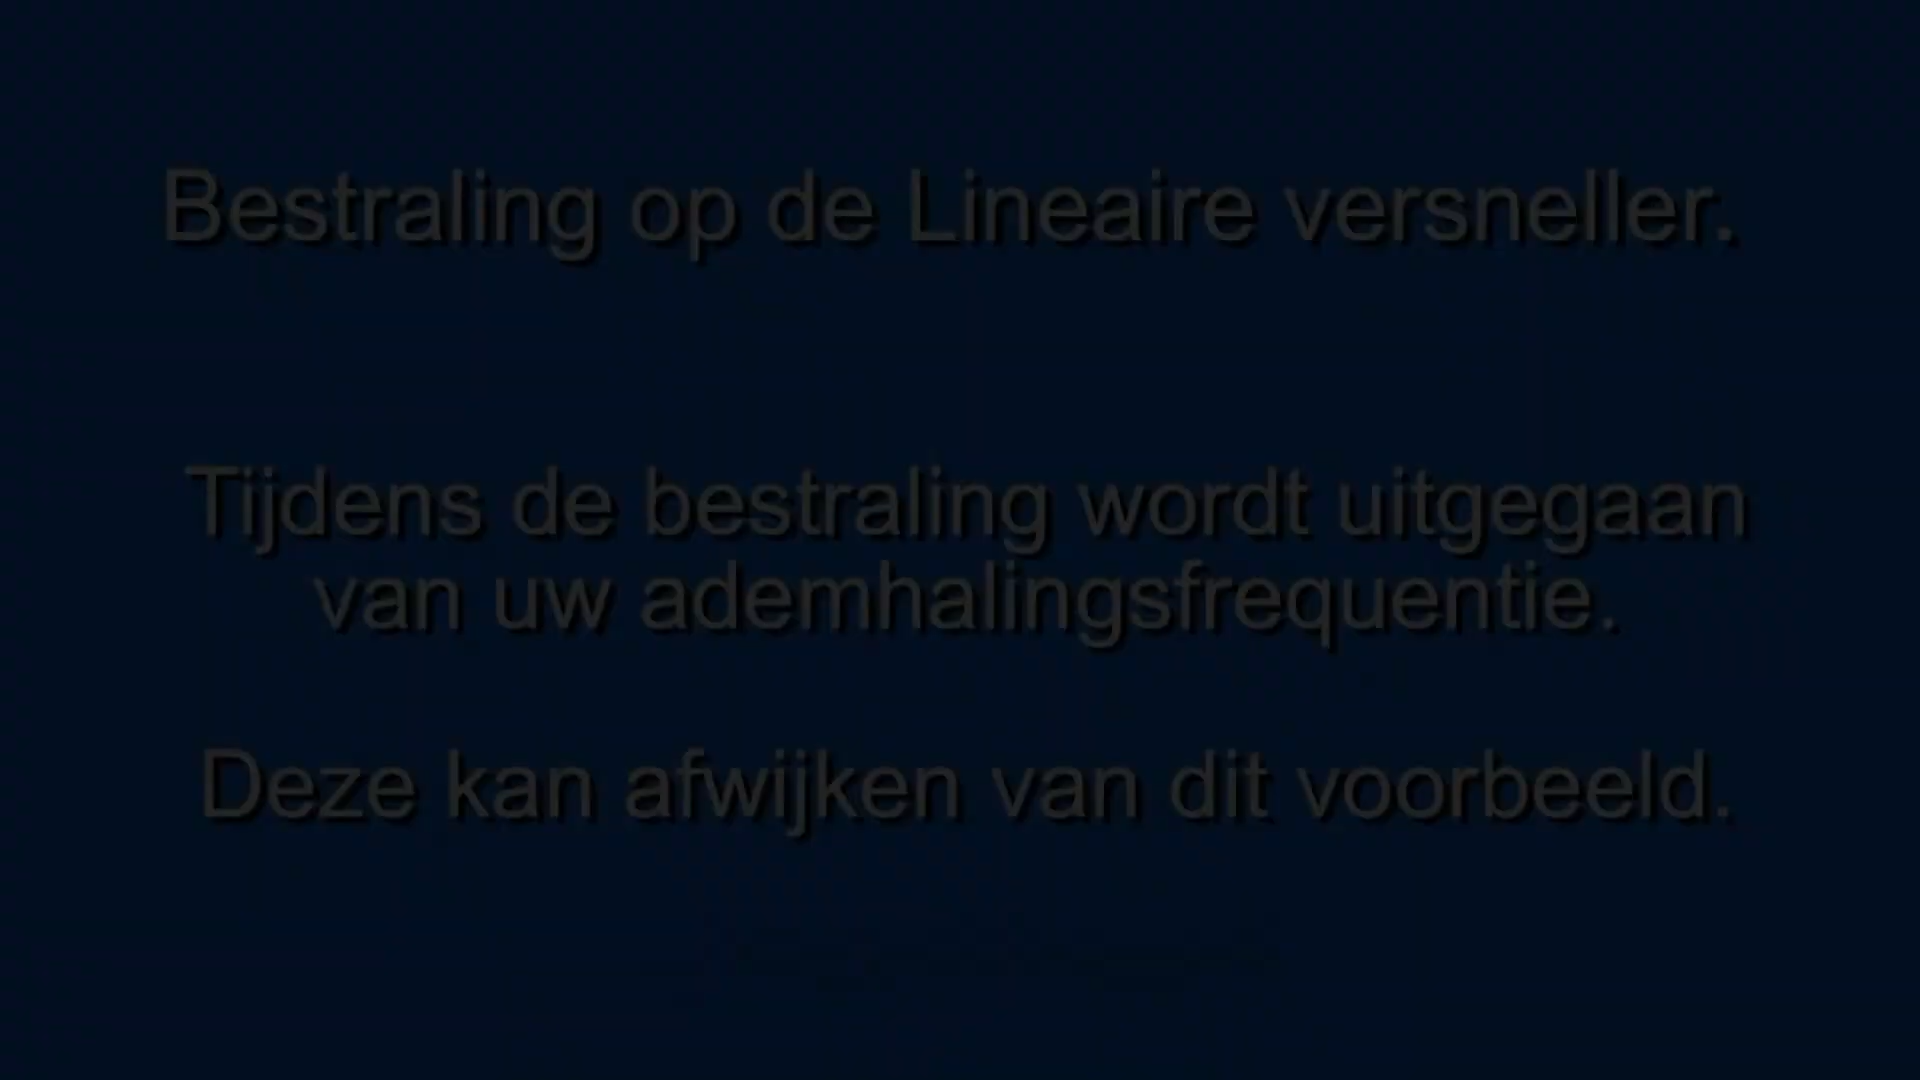 Bestraling op de Lineaire versneller.
Tijdens de bestraling wordt uitgegaan
van uw ademhalingsfrequentie.
Deze kan afwijken van dit voorbeeld.